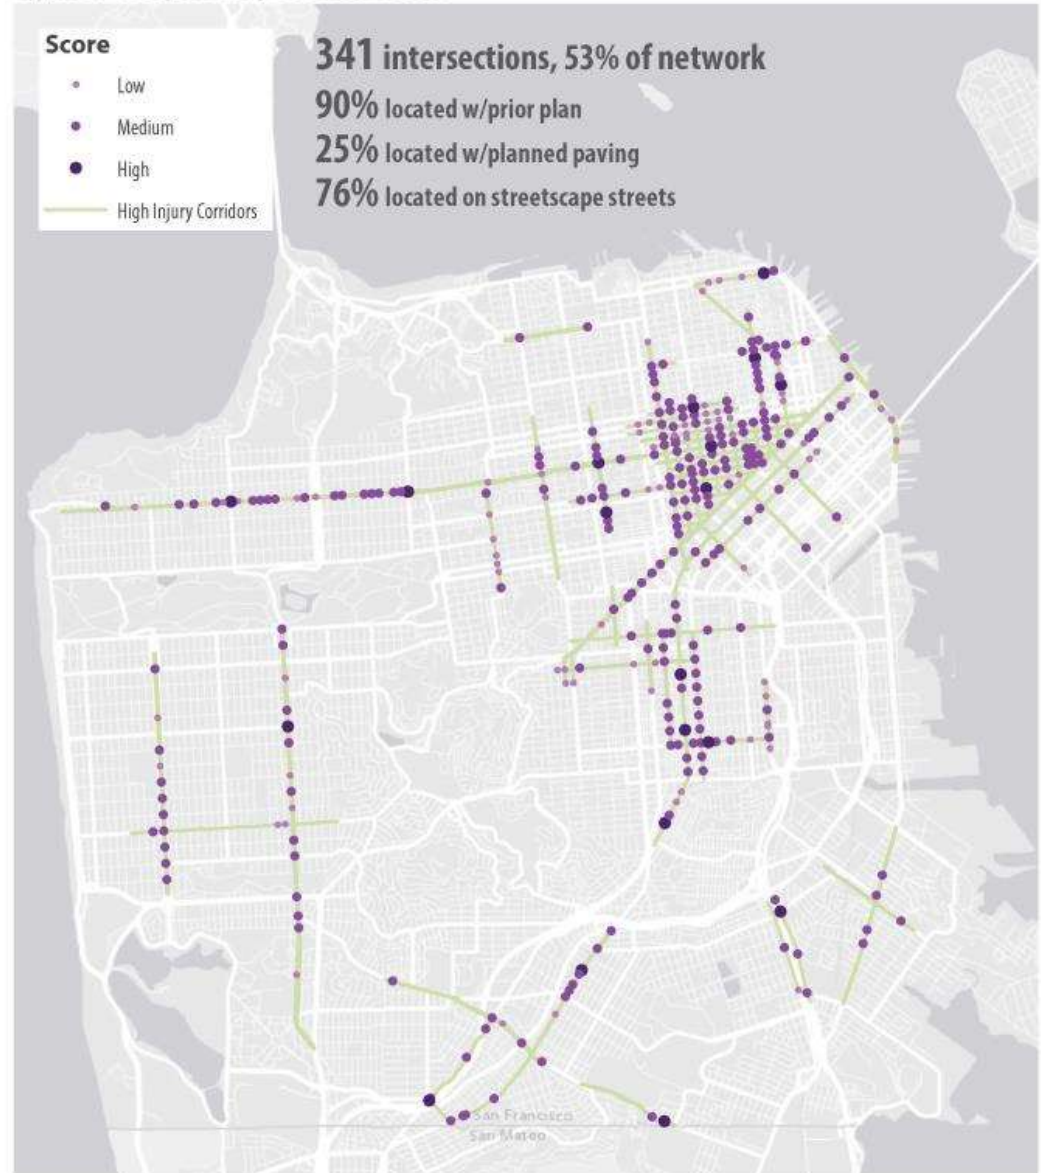 Score
Low
Medium
High
High Injury Corridors
341 intersections, 53% of network
90% located w/prior plan
25% located w/planned paving
76% located on streetscape streets
San Francisco
San Mateo